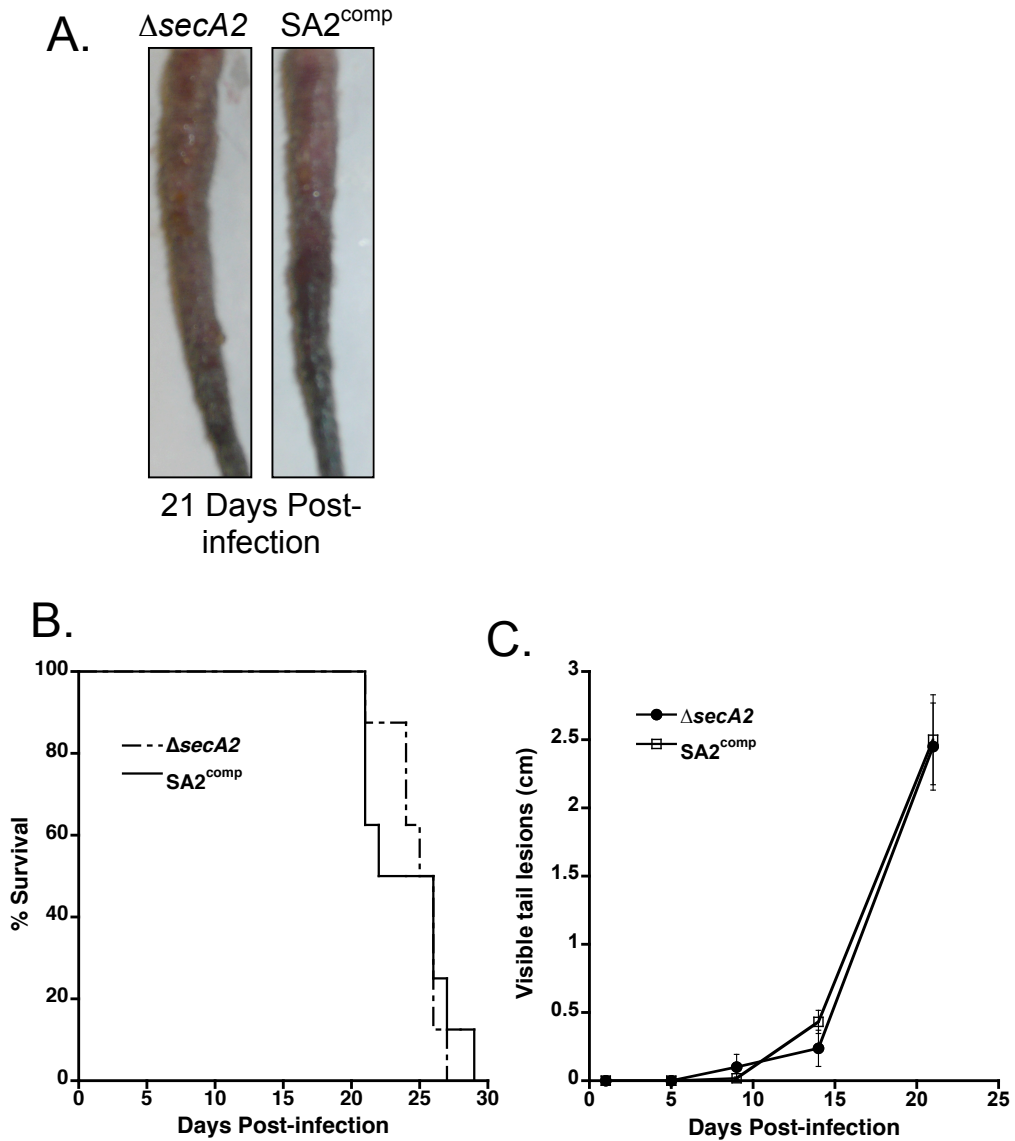 A.
ΔsecA2
SA2comp
21 Days Post-
infection
B.
100
80
60
40
20
0
% Survival
ΔsecA2
SA2comp
0 5 10 15 20 25 30
Days Post-infection
C.
3
2.5
2
1.5
1
0.5
0
Visible tail lesions (cm)
ΔsecA2
SA2comp
0 5 10 15 20 25
Days Post-infection